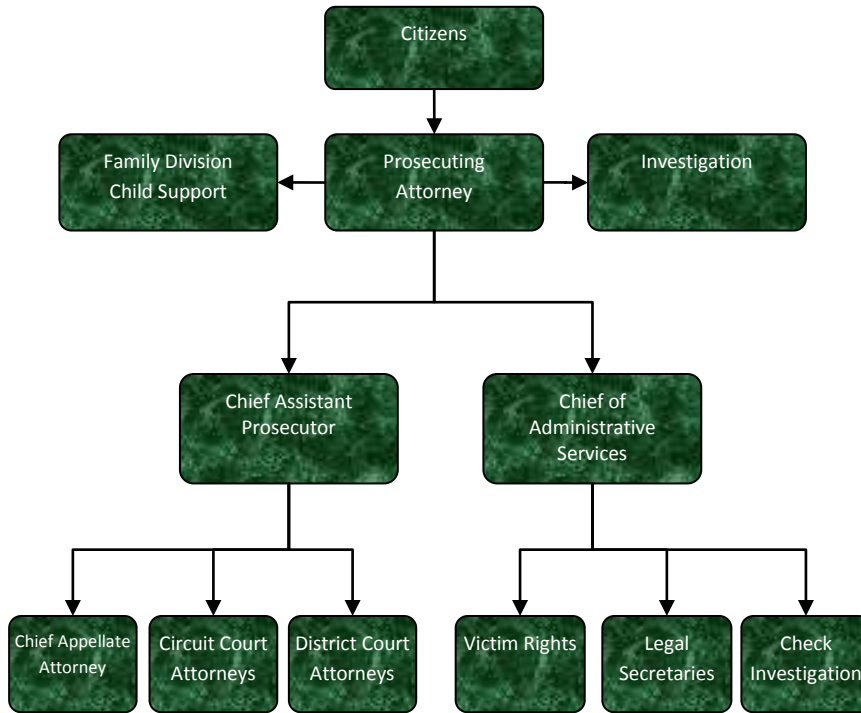 Citizens
Family Division
Child Support
Prosecuting
Attorney
Investigation
Chief Assistant
Prosecutor
Chief of
Administrative
Services
Chief Appellate
Attorney
Circuit Court
Attorneys
District Court
Attorneys
Victim Rights
Legal
Secretaries
Check
Investigation